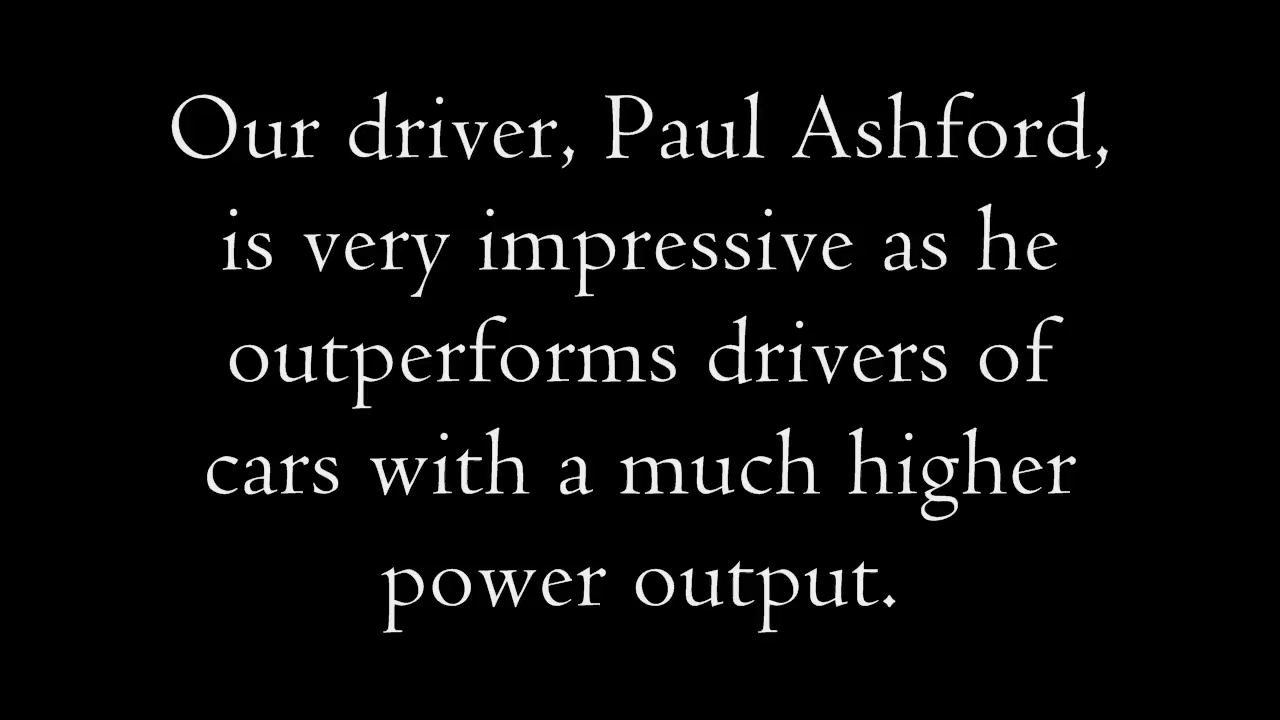 Our driver, Paul Ashford,
is very impressive as he
outperforms drivers of
cars with a much higher
power output.